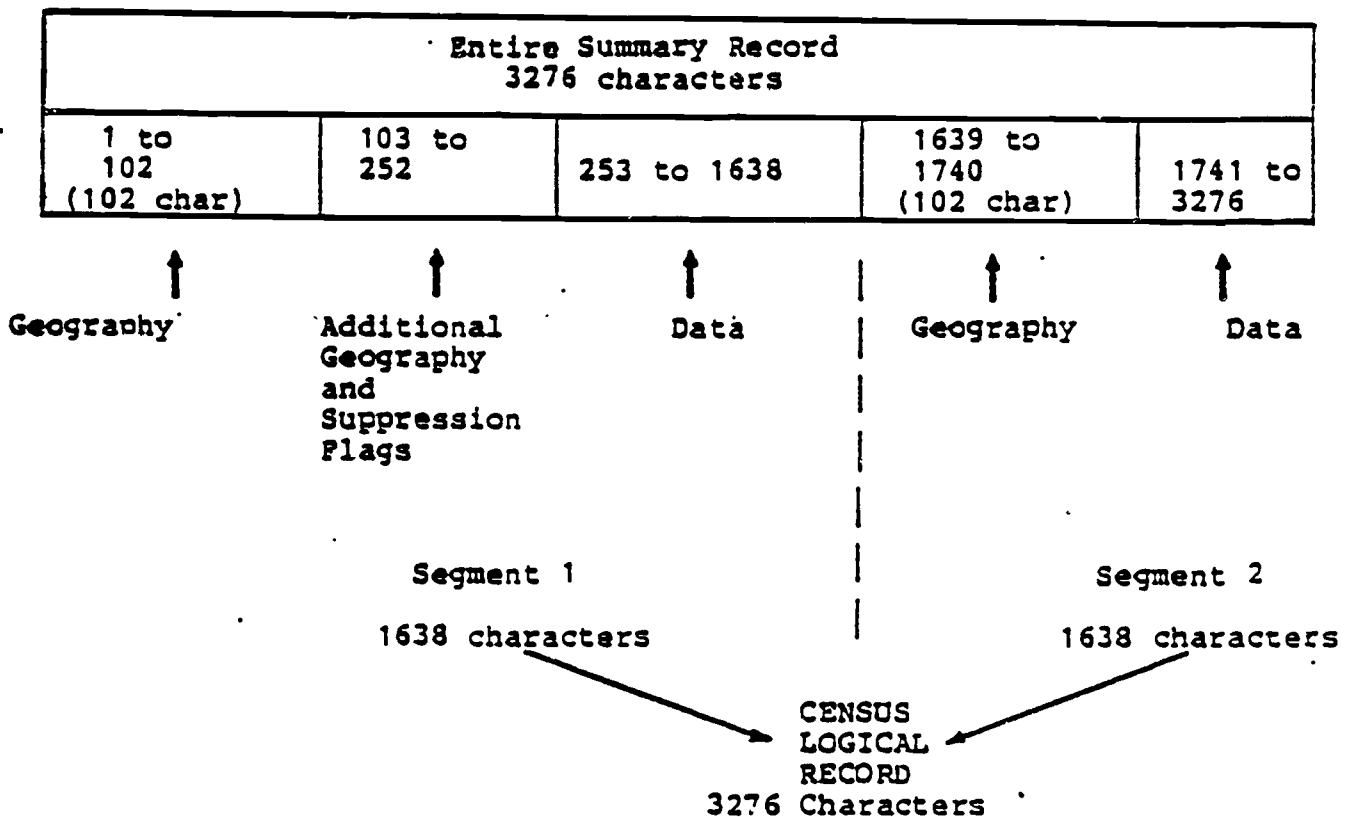 Entire Summary Record
3276 characters
1 to
102
(102 char)
103 to
252
253 to 1638
1639 to
1740
(102 char)
1741 to
3276
Geography
Additional
Geography
and
Suppression
Flags
Data
Geography
Data
Segment 1
1638 characters
Segment 2
1638 characters
CENSUS
LOGICAL
RECORD
3276 Characters